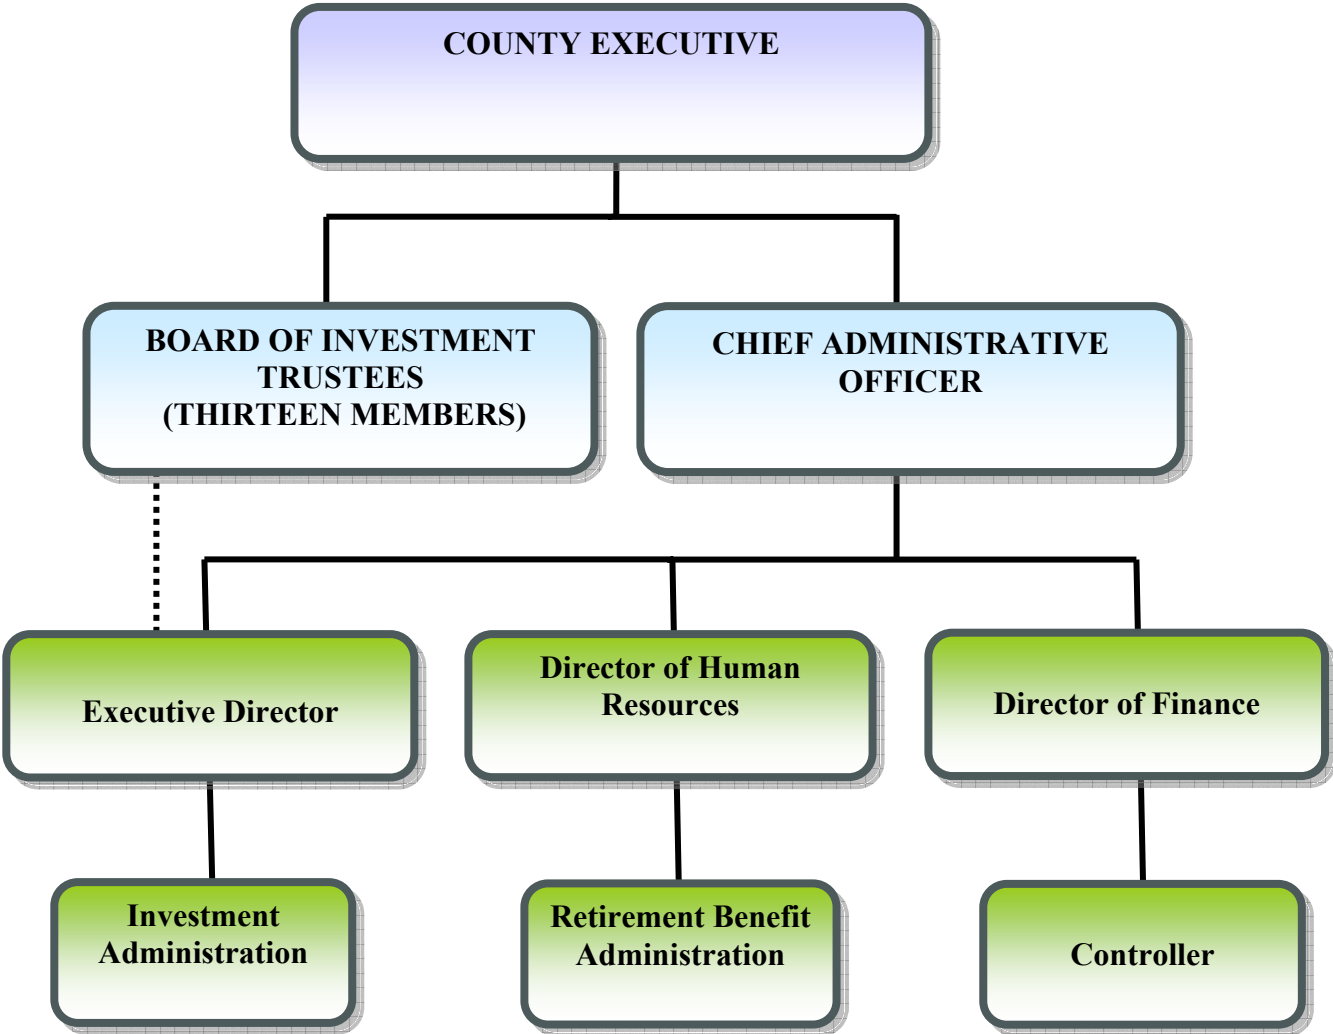 COUNTY EXECUTIVE
BOARD OF INVESTMENT
TRUSTEES
(THIRTEEN MEMBERS)
CHIEF ADMINISTRATIVE
OFFICER
Executive Director
Director of Human
Resources
Director of Finance
Investment
Administration
Retirement Benefit
Administration
Controller